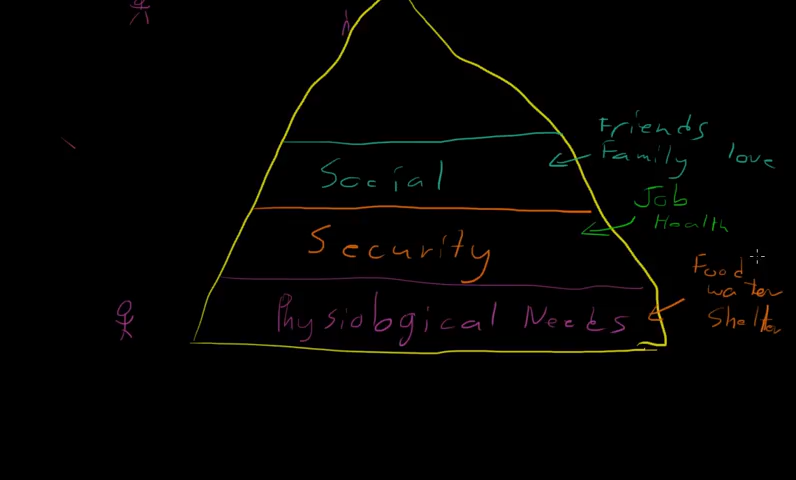 Friends
Family love
Social
Job
Health
Security
Food
water
Shelter
Physiological Needs